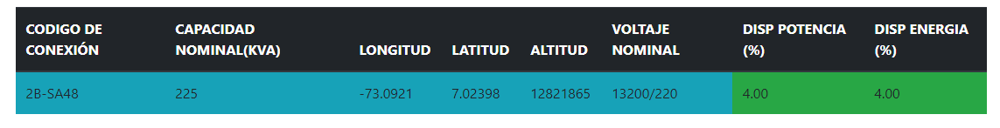 CODIGO DE CONEXIÓN CAPACIDAD NOMINAL(KVA) LONGITUD LATITUD ALTITUD VOLTAJE NOMINAL DISP POTENCIA (%) DISP ENERGIA (%)
2B-SA48 225 -73.0921 7.02398 12821865 13200/220 4.00 4.00